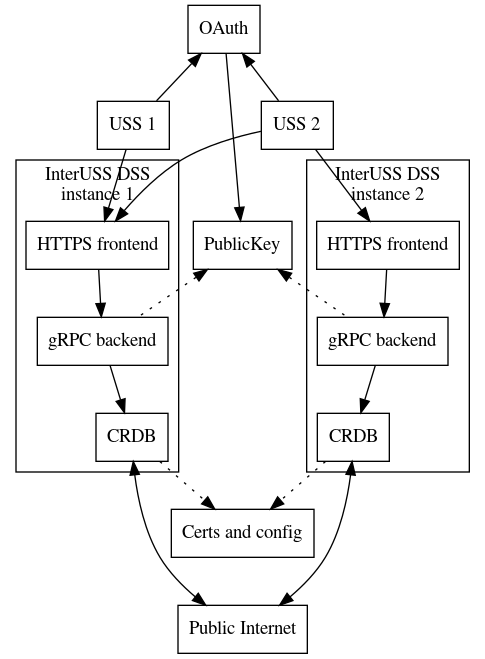 OAuth
USS 1
USS 2
InterUSS DSS
instance 1
InterUSS DSS
instance 2
HTTPS frontend
PublicKey
HTTPS frontend
gRPC backend
gRPC backend
CRDB
CRDB
Certs and config
Public Internet